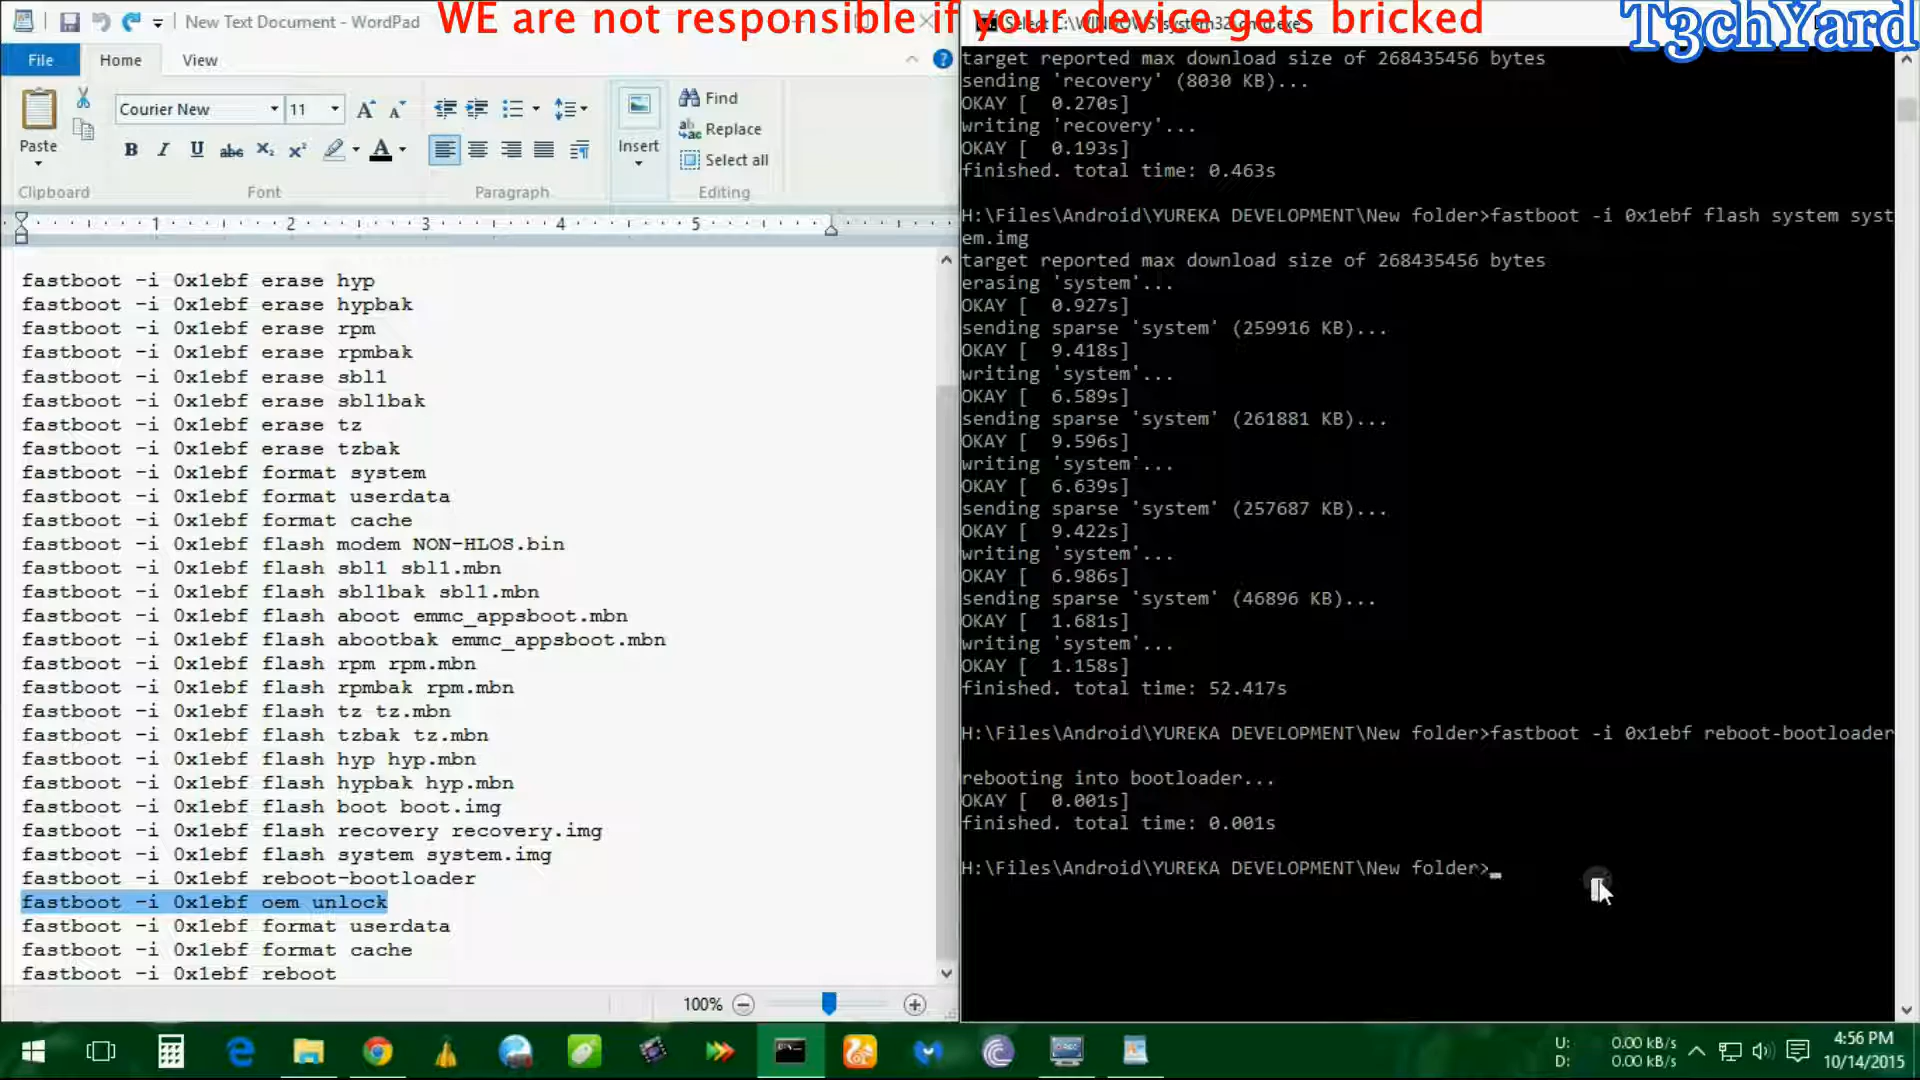 New Text Document - WordPad
WE are not responsible if your device gets bricked
T3chYard
File Home View
Courier New 11
Paste
Insert
Find
Replace
Select all
Clipboard Font Paragraph Editing
1 2 3 4 5
fastboot -i 0x1ebf erase hyp
fastboot -i 0x1ebf erase hypbak
fastboot -i 0x1ebf erase rpm
fastboot -i 0x1ebf erase rpmbak
fastboot -i 0x1ebf erase sbl1
fastboot -i 0x1ebf erase sbl1bak
fastboot -i 0x1ebf erase tz
fastboot -i 0x1ebf erase tzbak
fastboot -i 0x1ebf format system
fastboot -i 0x1ebf format userdata
fastboot -i 0x1ebf format cache
fastboot -i 0x1ebf flash modem NON-HLOS.bin
fastboot -i 0x1ebf flash sbl1 sbl1.mbn
fastboot -i 0x1ebf flash sbl1bak sbl1.mbn
fastboot -i 0x1ebf flash aboot emmc_appsboot.mbn
fastboot -i 0x1ebf flash abootbak emmc_appsboot.mbn
fastboot -i 0x1ebf flash rpm rpm.mbn
fastboot -i 0x1ebf flash rpmbak rpm.mbn
fastboot -i 0x1ebf flash tz tz.mbn
fastboot -i 0x1ebf flash tzbak tz.mbn
fastboot -i 0x1ebf flash hyp hyp.mbn
fastboot -i 0x1ebf flash hypbak hyp.mbn
fastboot -i 0x1ebf flash boot boot.img
fastboot -i 0x1ebf flash recovery recovery.img
fastboot -i 0x1ebf flash system system.img
fastboot -i 0x1ebf reboot-bootloader
fastboot -i 0x1ebf oem unlock
fastboot -i 0x1ebf format userdata
fastboot -i 0x1ebf format cache
fastboot -i 0x1ebf reboot
100%
target reported max download size of 268435456 bytes
sending 'recovery' (8030 KB)...
OKAY [  0.270s]
writing 'recovery'...
OKAY [  0.193s]
finished. total time: 0.463s
H:\Files\Android\YUREKA DEVELOPMENT\New folder>fastboot -i 0x1ebf flash system syst
em.img
target reported max download size of 268435456 bytes
erasing 'system'...
OKAY [  0.927s]
sending sparse 'system' (259916 KB)...
OKAY [  9.418s]
writing 'system'...
OKAY [  6.589s]
sending sparse 'system' (261881 KB)...
OKAY [  9.596s]
writing 'system'...
OKAY [  6.639s]
sending sparse 'system' (257687 KB)...
OKAY [  9.422s]
writing 'system'...
OKAY [  6.986s]
sending sparse 'system' (46896 KB)...
OKAY [  1.681s]
writing 'system'...
OKAY [  1.158s]
finished. total time: 52.417s
H:\Files\Android\YUREKA DEVELOPMENT\New folder>fastboot -i 0x1ebf reboot-bootloader
rebooting into bootloader...
OKAY [  0.001s]
finished. total time: 0.001s
H:\Files\Android\YUREKA DEVELOPMENT\New folder>_
U: 0.00 kB/s
D: 0.00 kB/s
4:56 PM
10/14/2015